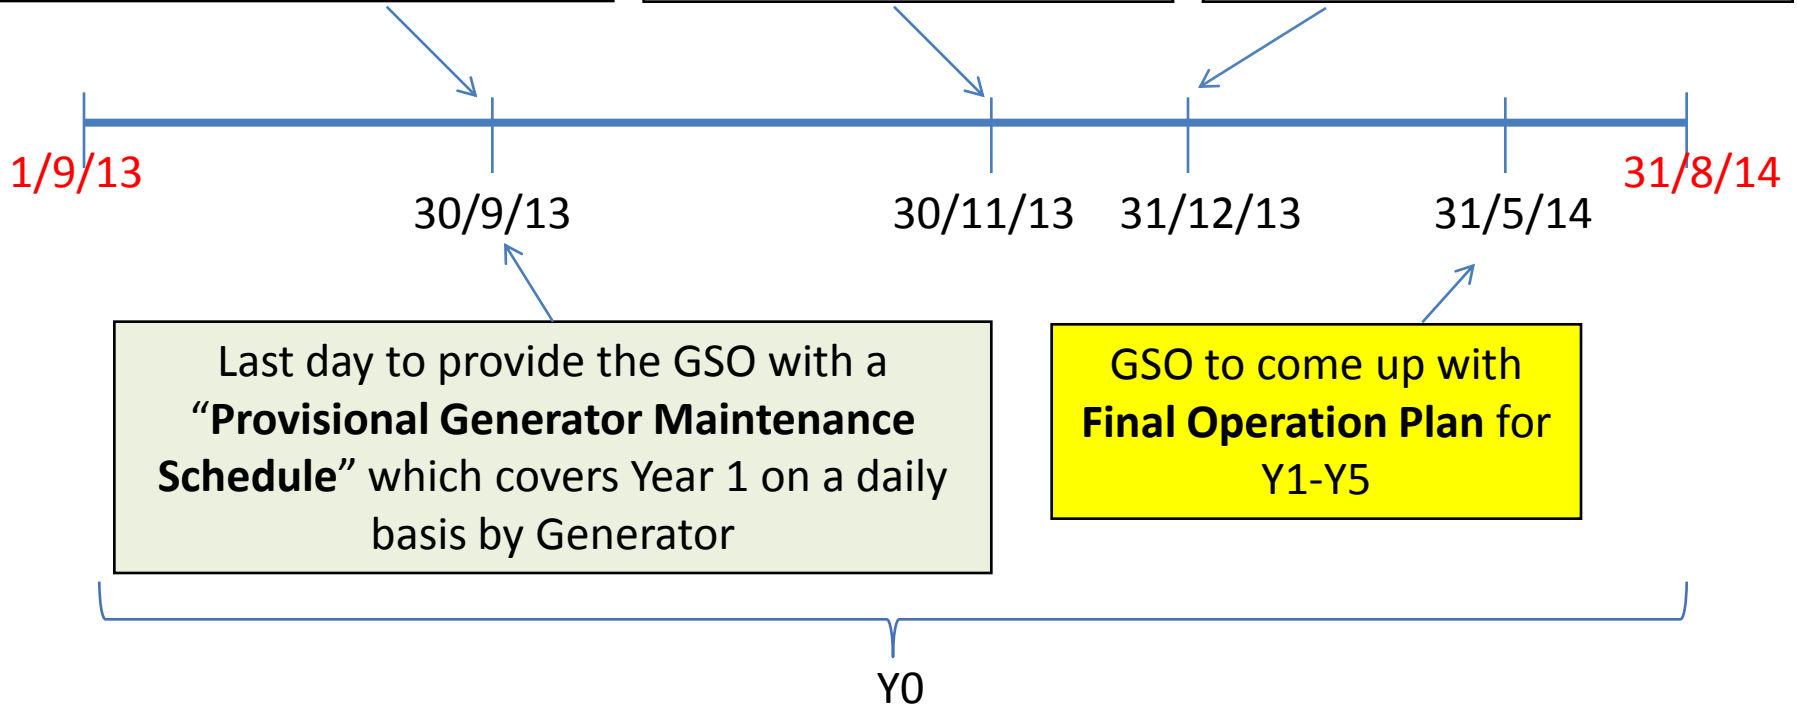 1/9/13
31/8/14
30/9/13
30/11/13
31/12/13
31/5/14
Last day to provide the GSO with a
“Provisional Generator Maintenance
Schedule” which covers Year 1 on a daily
basis by Generator
GSO to come up with
Final Operation Plan for
Y1-Y5
Y0